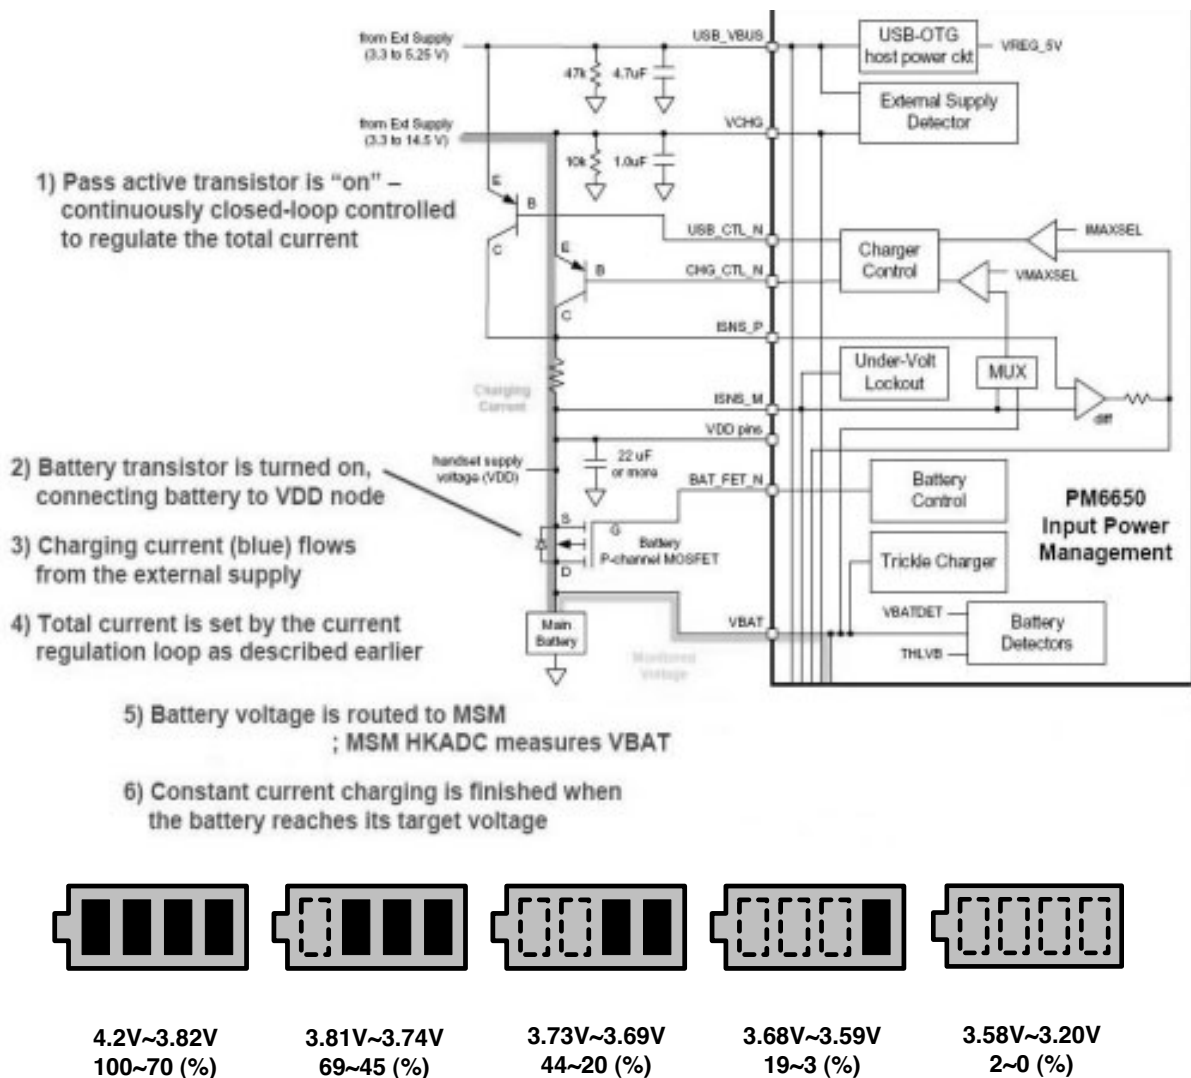 from Ext Supply
(3.3 to 5.25 V)
USB_VBUS
USB-OTG
host power ckt
VREG_5V
47k
4.7uF
External Supply
Detector
from Ext Supply
(3.3 to 14.5 V)
VCHG
10k
1.0uF
1) Pass active transistor is “on” –
continuously closed-loop controlled
to regulate the total current
E
B
C
USB_CTL_N
IMAXSEL
Charger
Control
E
B
C
CHG_CTL_N
VMAXSEL
ISNS_P
Under-Volt
Lockout
MUX
Charging
Current
ISNS_M
diff
VDD pins
2) Battery transistor is turned on,
connecting battery to VDD node
handset supply
voltage (VDD)
22 uF
or more
BAT_FET_N
Battery
Control
PM6650
Input Power
Management
S
G
D
Battery
P-channel MOSFET
3) Charging current (blue) flows
from the external supply
Trickle Charger
4) Total current is set by the current
regulation loop as described earlier
Main
Battery
VBAT
VBATDET
THLVB
Battery
Detectors
Monitored
Voltage
5) Battery voltage is routed to MSM
; MSM HKADC measures VBAT
6) Constant current charging is finished when
the battery reaches its target voltage
4.2V~3.82V
100~70 (%)
3.81V~3.74V
69~45 (%)
3.73V~3.69V
44~20 (%)
3.68V~3.59V
19~3 (%)
3.58V~3.20V
2~0 (%)